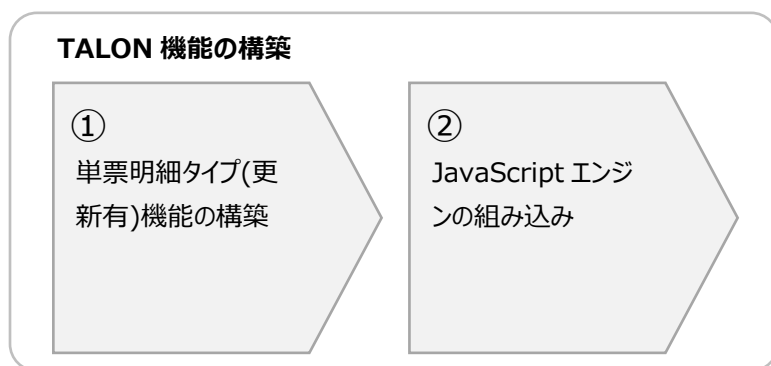 TALON 機能の構築
①
単票明細タイプ(更
新有)機能の構築
②
JavaScript エンジ
ンの組み込み